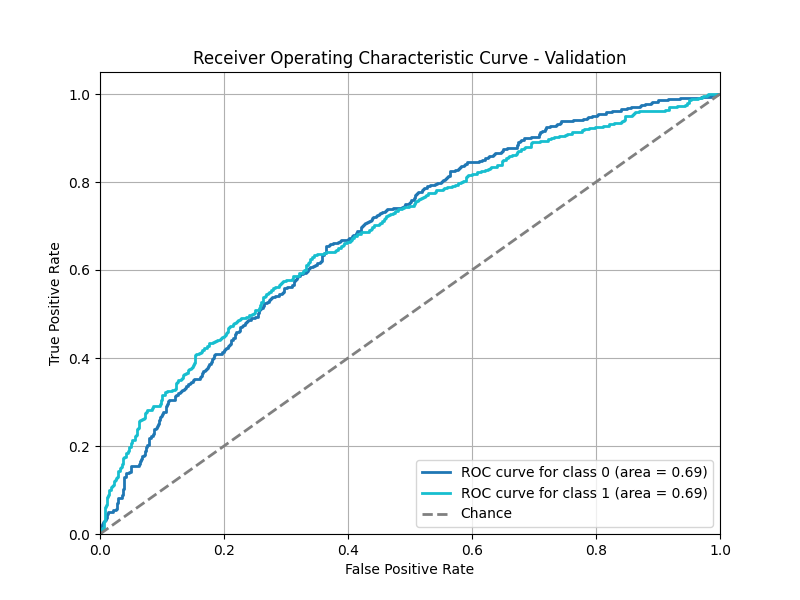 Receiver Operating Characteristic Curve - Validation
True Positive Rate
1.0
0.8
0.6
0.4
0.2
0.0
ROC curve for class 0 (area = 0.69)
ROC curve for class 1 (area = 0.69)
Chance
0.0 0.2 0.4 0.6 0.8 1.0
False Positive Rate